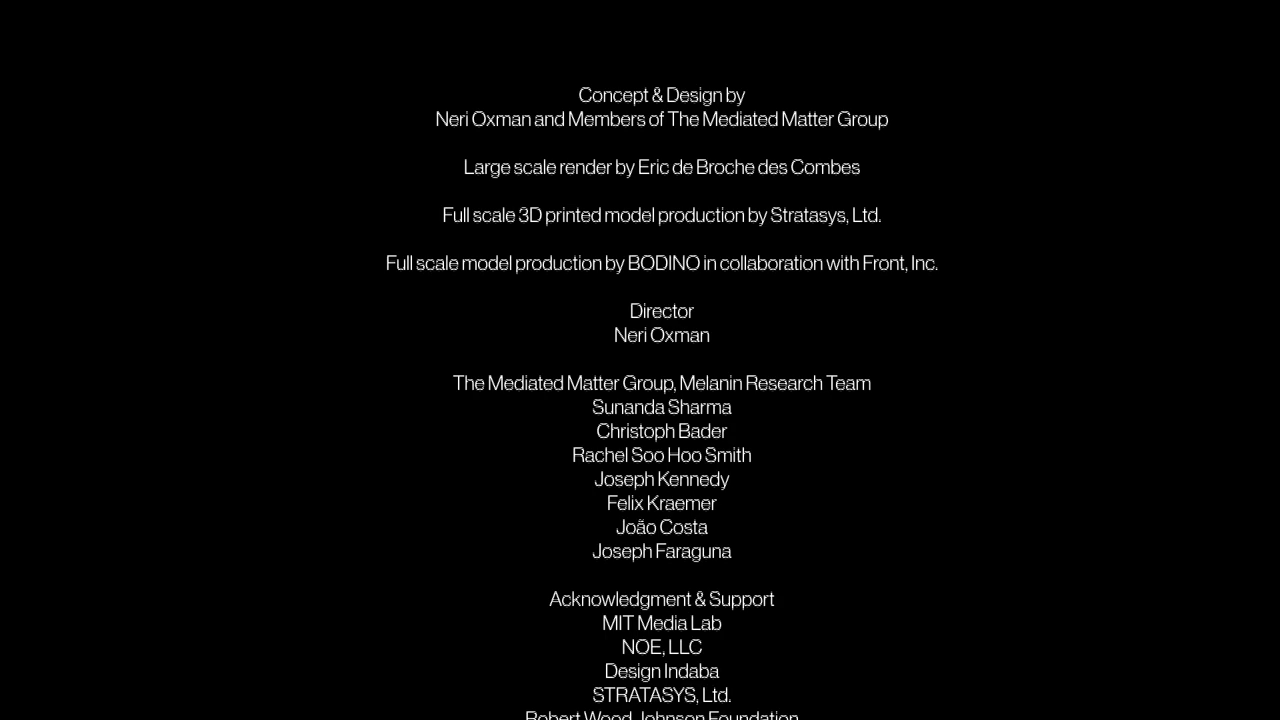 Concept & Design by
Neri Oxman and Members of The Mediated Matter Group
Large scale render by Eric de Broche des Combes
Full scale 3D printed model production by Stratasys, Ltd.
Full scale model production by BODINO in collaboration with Front, Inc.
Director
Neri Oxman
The Mediated Matter Group, Melanin Research Team
Sunanda Sharma
Christoph Bader
Rachel Soo Hoo Smith
Joseph Kennedy
Felix Kraemer
João Costa
Joseph Faraguna
Acknowledgment & Support
MIT Media Lab
NOE, LLC
Design Indaba
STRATASYS, Ltd.
Robert Wood Johnson Foundation